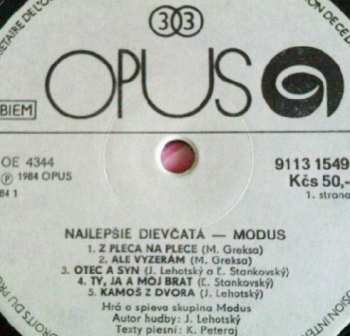 33
OPUS
BIEM
OE 4344
℗ 1984 OPUS
84 1
9113 1549
Kčs 50,-
1. strana
NAJLEPŠIE DIEVČATÁ — MODUS
1. Z PLECA NA PLECE (M. Greksa)
2. ALE VYZERÁM (M. Greksa)
3. OTEC A SYN (J. Lehotský a Ľ. Stankovský)
4. TY, JA A MÔJ BRAT (Ľ. Stankovský)
5. KAMOŠ Z DVORA (J. Lehotský)
Hrá a spieva skupina Modus
Autor hudby: J. Lehotský
Texty piesní: K. Peteraj